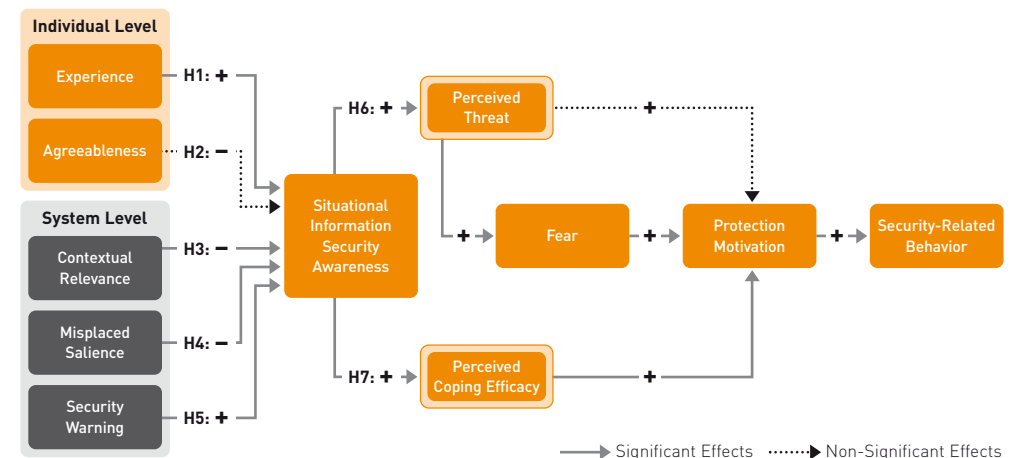 Individual Level
Experience
H1: +
Agreeableness
H2: –
System Level
Contextual
Relevance
H3: –
Misplaced
Salience
H4: –
Security
Warning
H5: +
Situational
Information
Security
Awareness
H6: +
Perceived
Threat
+
+
Fear
+
Protection
Motivation
+
Security-Related
Behavior
H7: +
Perceived
Coping Efficacy
+
Significant Effects
Non-Significant Effects